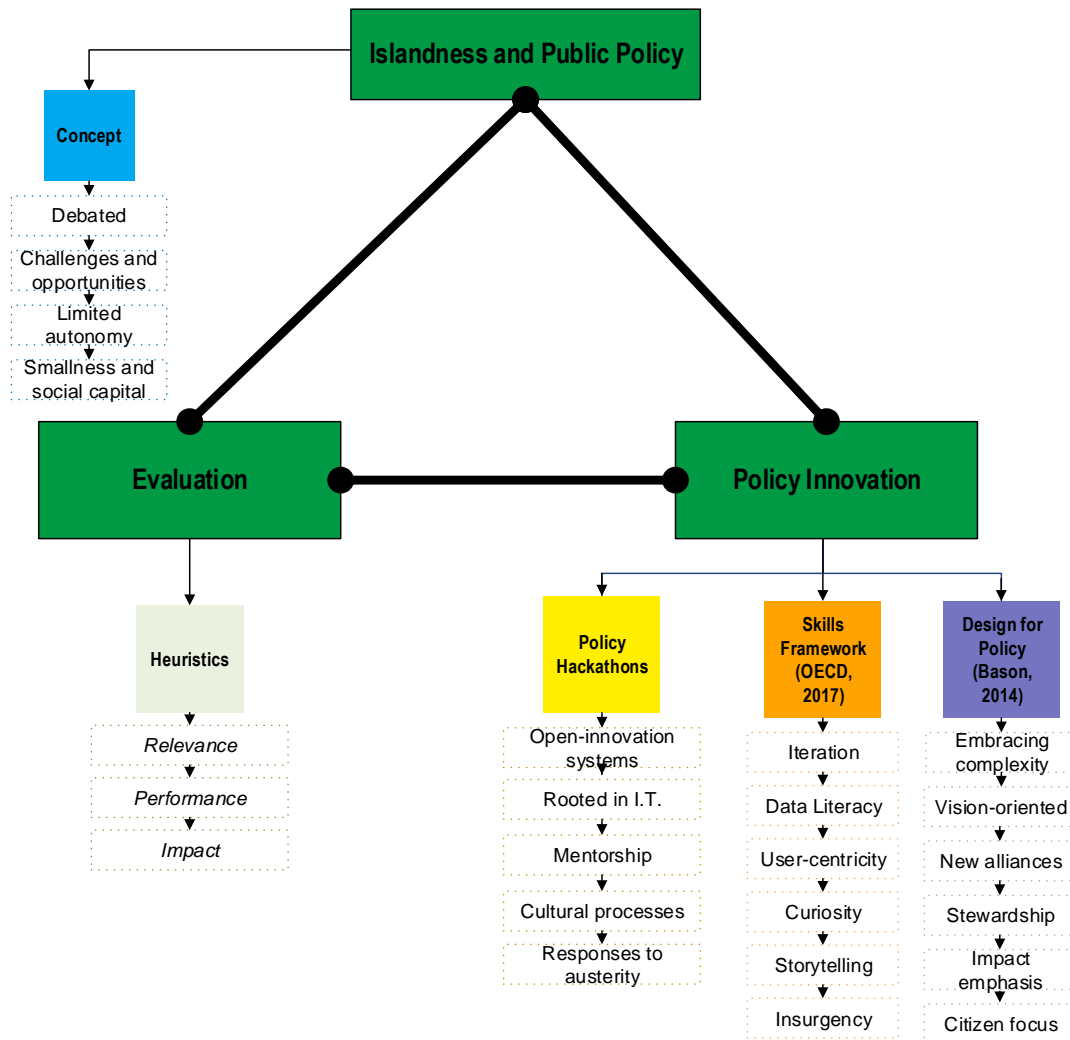 Islandness and Public Policy
Concept
Debated
Challenges and
opportunities
Limited
autonomy
Smallness and
social capital
Evaluation
Policy Innovation
Heuristics
Relevance
Performance
Impact
Policy
Hackathons
Open-innovation
systems
Rooted in I.T.
Mentorship
Cultural processes
Responses to
austerity
Skills
Framework
(OECD,
2017)
Iteration
Data Literacy
User-centricity
Curiosity
Storytelling
Insurgency
Design for
Policy
(Bason,
2014)
Embracing
complexity
Vision-oriented
New alliances
Stewardship
Impact
emphasis
Citizen focus